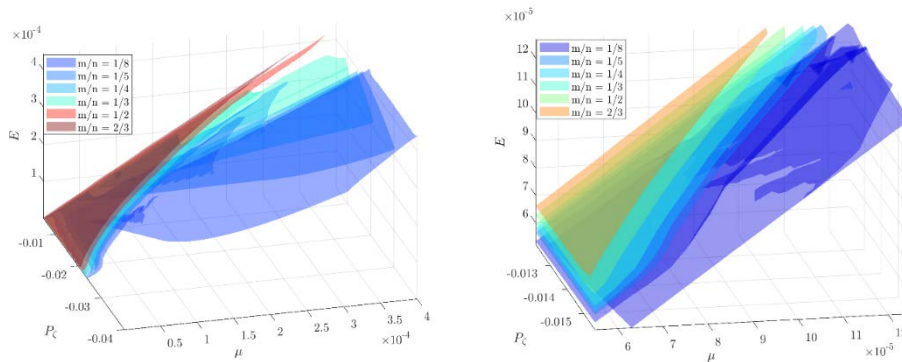 ×10⁻⁴
4
3
2
1
E
m/n = 1/8
m/n = 1/5
m/n = 1/4
m/n = 1/3
m/n = 1/2
m/n = 2/3
-0.01
-0.02
-0.03
-0.04
P_ζ
0.5 1 1.5 2 2.5 3 3.5 4
×10⁻⁴
μ
×10⁻⁵
12
11
10
9
8
7
6
E
m/n = 1/8
m/n = 1/5
m/n = 1/4
m/n = 1/3
m/n = 1/2
m/n = 2/3
-0.013
-0.014
-0.015
P_ζ
6 7 8 9 10 11 12
×10⁻⁵
μ